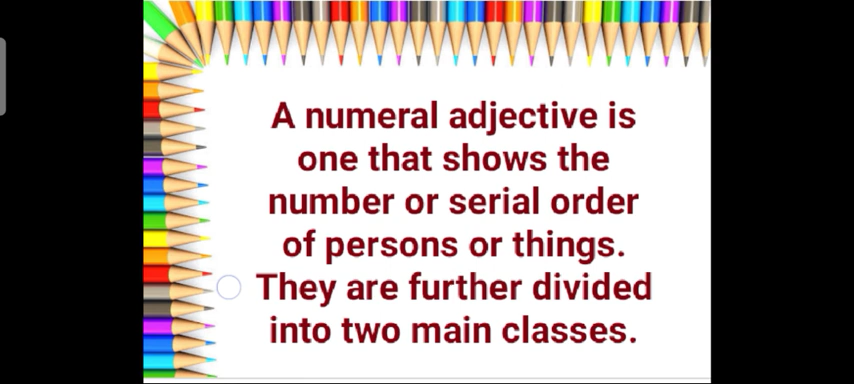 A numeral adjective is
one that shows the
number or serial order
of persons or things.
They are further divided
into two main classes.